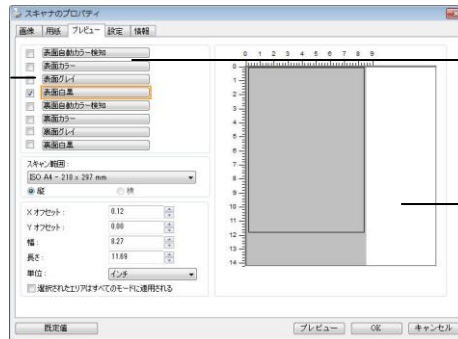 スキャナのプロパティ
画像 用紙 プレビュー 設定 情報
表面自動カラー検知
表面カラー
表面グレイ
表面白黒
裏面自動カラー検知
裏面カラー
裏面グレイ
裏面白黒
スキャン範囲:
ISO A4 - 210 x 297 mm
縦 横
X オフセット: 0.12
Y オフセット: 0.00
幅: 8.27
長さ: 11.69
単位: インチ
選択されたエリアはすべてのモードに適用される
0 1 2 3 4 5 6 7 8 9
0
1
2
3
4
5
6
7
8
9
10
11
12
13
14
既定値 プレビュー OK キャンセル